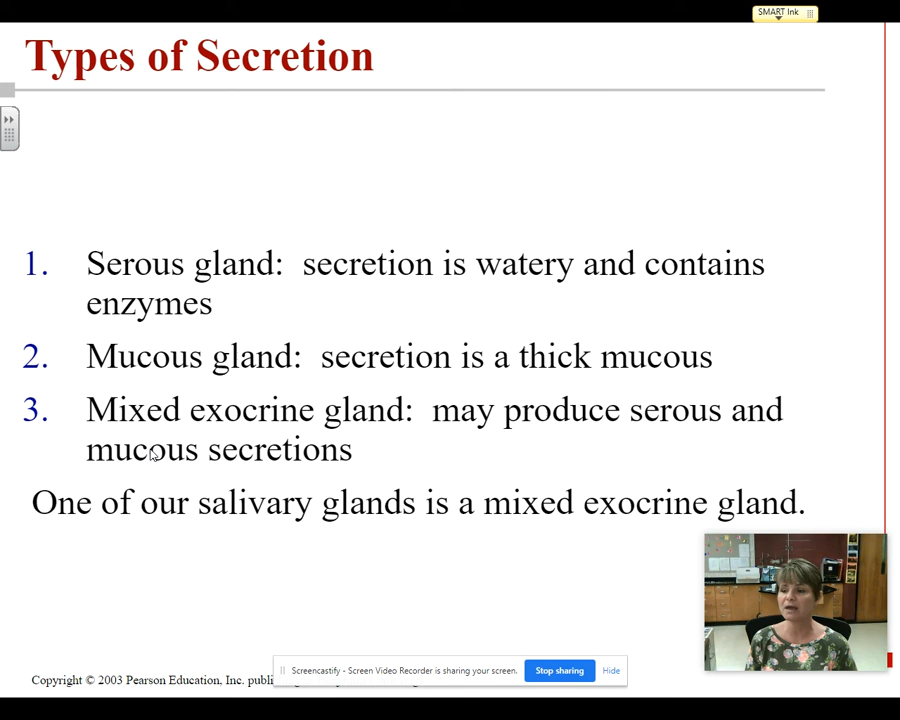 SMART Ink
Types of Secretion
1. Serous gland: secretion is watery and contains
enzymes
2. Mucous gland: secretion is a thick mucous
3. Mixed exocrine gland: may produce serous and
mucous secretions
One of our salivary glands is a mixed exocrine gland.
Screencastify - Screen Video Recorder is sharing your screen. Stop sharing Hide
Copyright © 2003 Pearson Education, Inc.